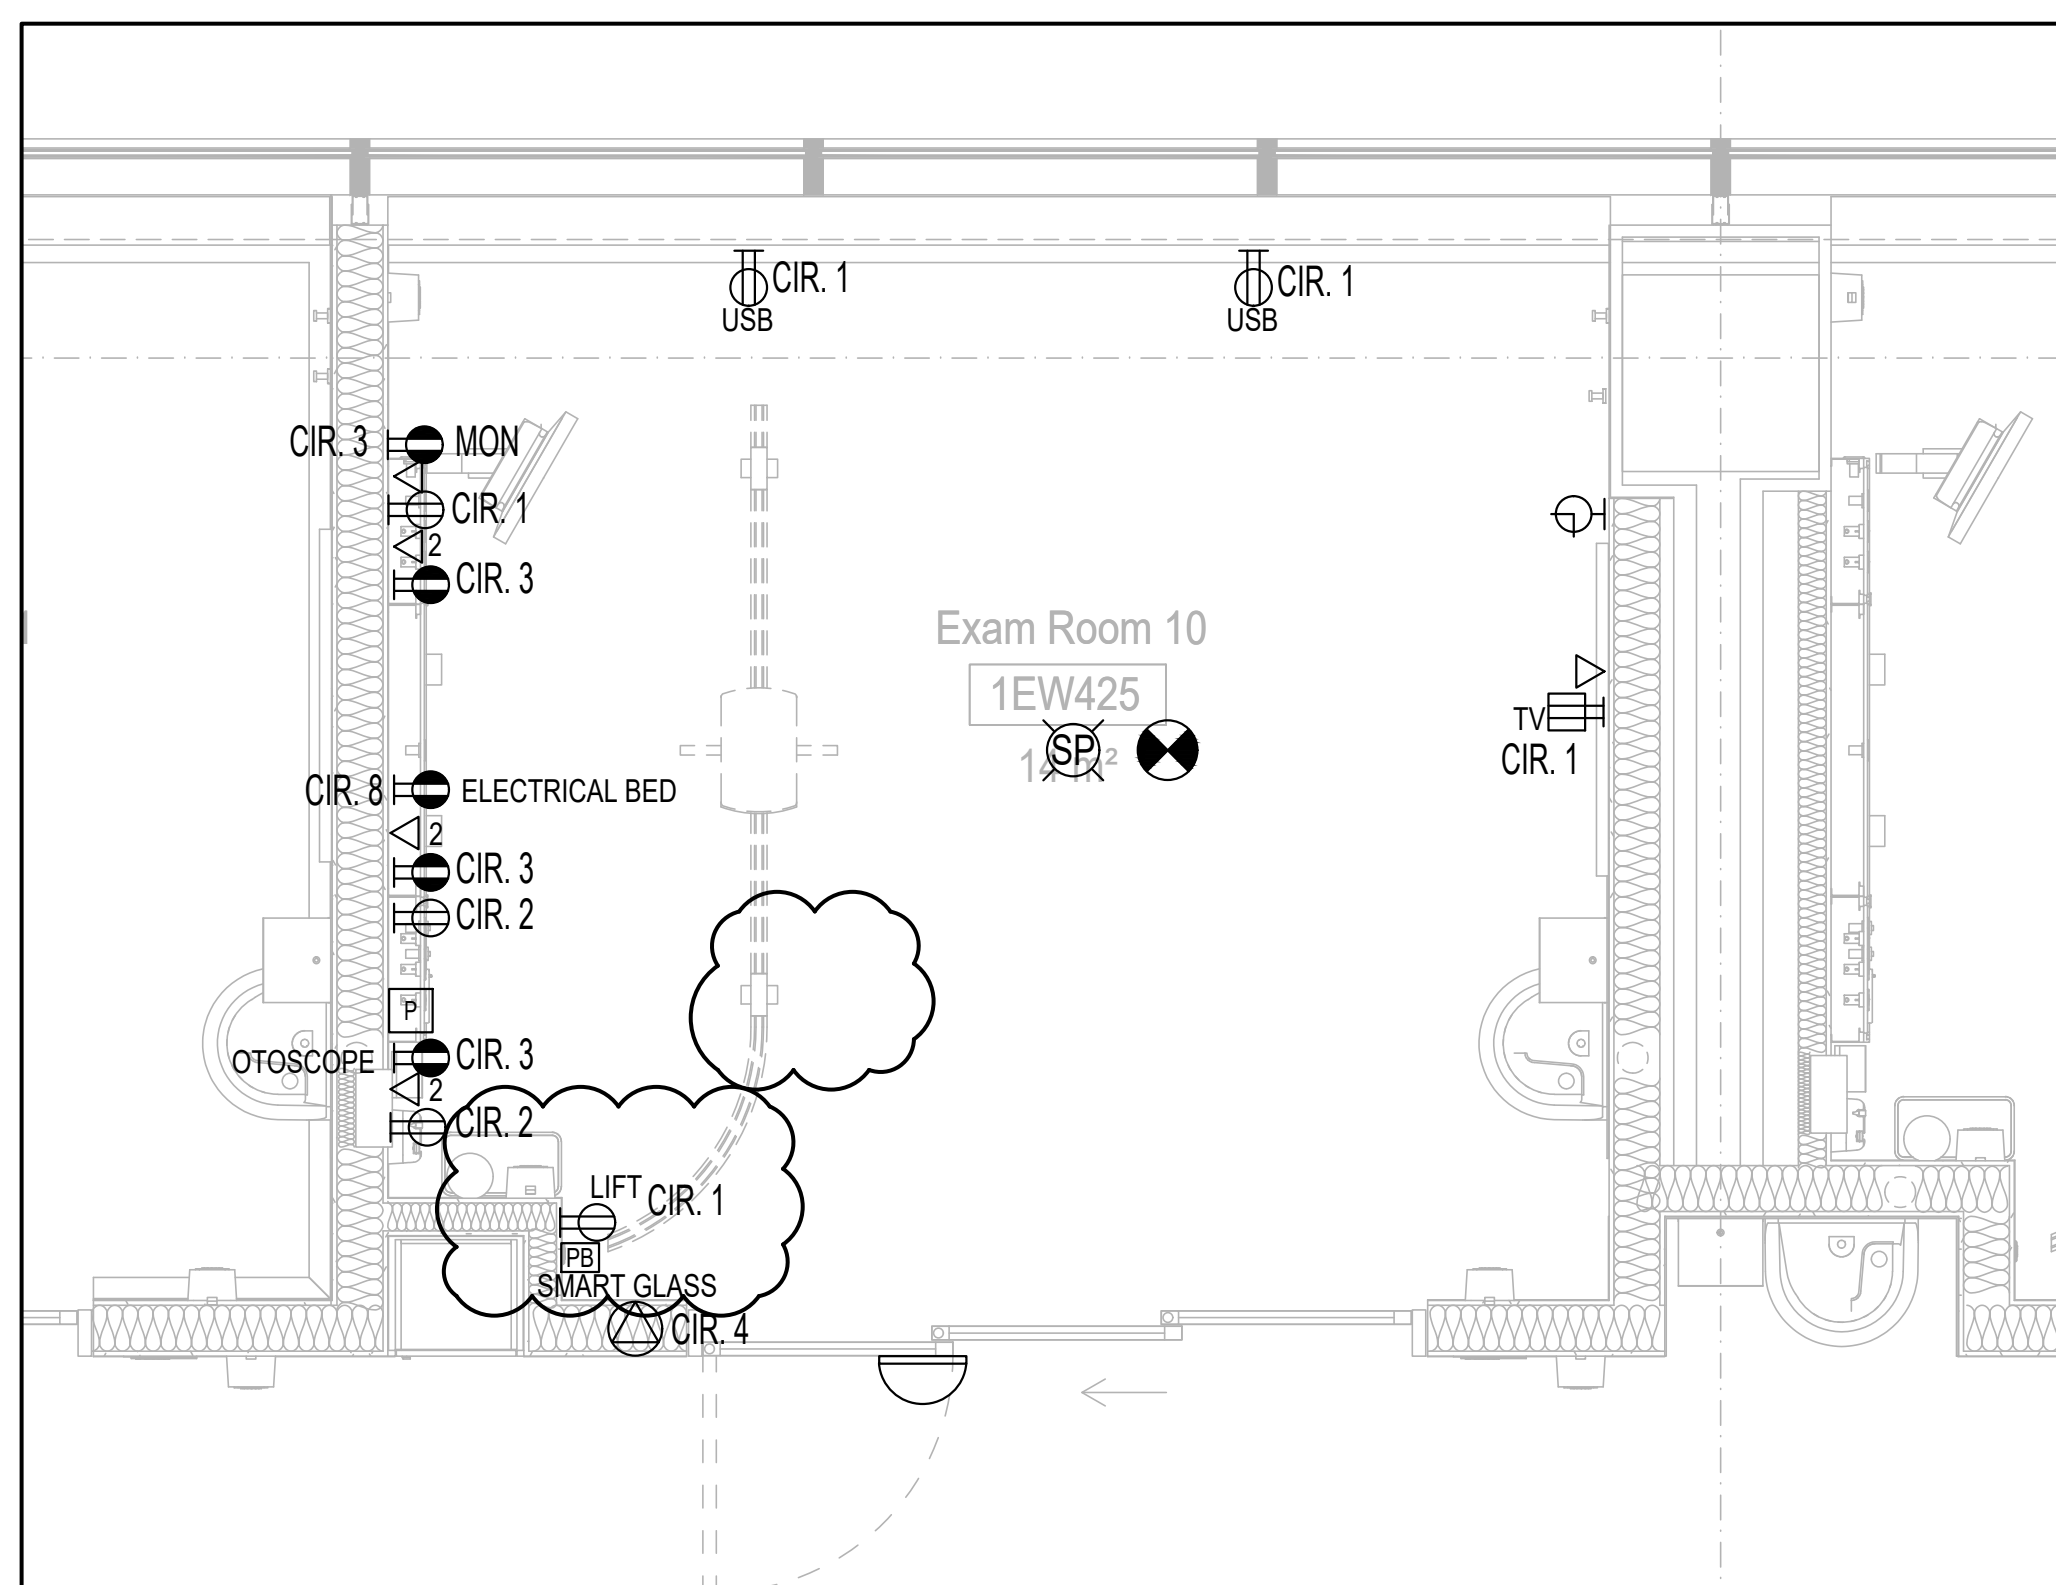 CIR. 1
CIR. 1
USB
USB
CIR. 3 MON
CIR. 1
2
CIR. 3
Exam Room 10
1EW425
SP
14 m²
TV
CIR. 1
CIR. 8 ELECTRICAL BED
2
CIR. 3
CIR. 2
P
OTOSCOPE CIR. 3
2
CIR. 2
LIFT CIR. 1
PB
SMART GLASS
CIR. 4